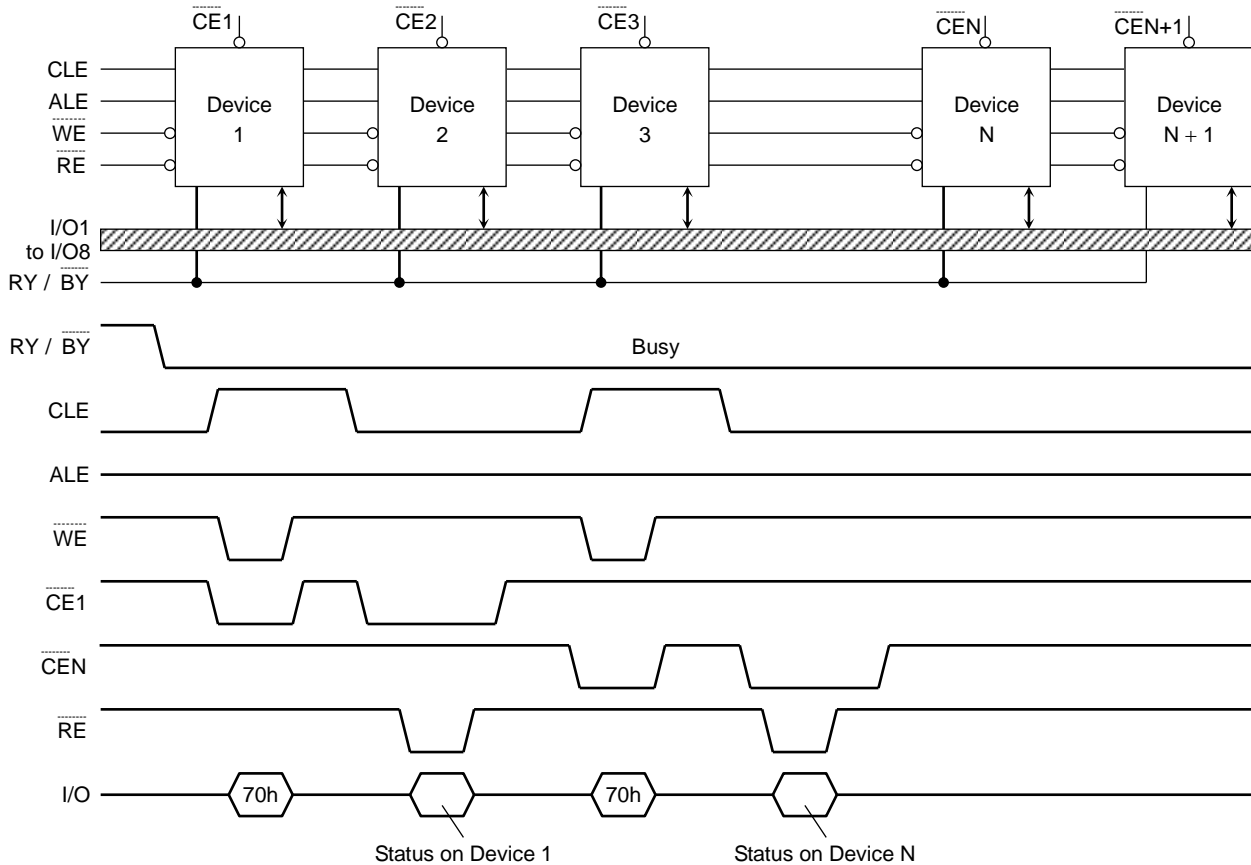 CE1 CE2 CE3 CEN CEN+1
CLE
ALE
WE
RE
Device 1
Device 2
Device 3
Device N
Device N + 1
I/O1
to I/O8
RY / BY
RY / BY
Busy
CLE
ALE
WE
CE1
CEN
RE
I/O
70h
70h
Status on Device 1
Status on Device N